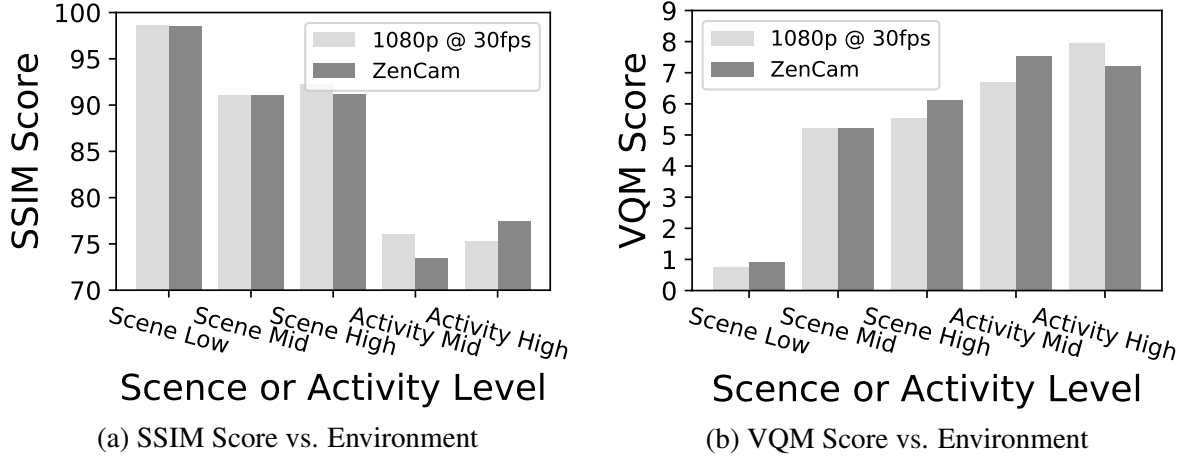 SSIM Score
100
95
90
85
80
75
70
1080p @ 30fps
ZenCam
Scene Low
Scene Mid
Scene High
Activity Mid
Activity High
Scence or Activity Level
(a) SSIM Score vs. Environment
VQM Score
9
8
7
6
5
4
3
2
1
0
1080p @ 30fps
ZenCam
Scene Low
Scene Mid
Scene High
Activity Mid
Activity High
Scence or Activity Level
(b) VQM Score vs. Environment